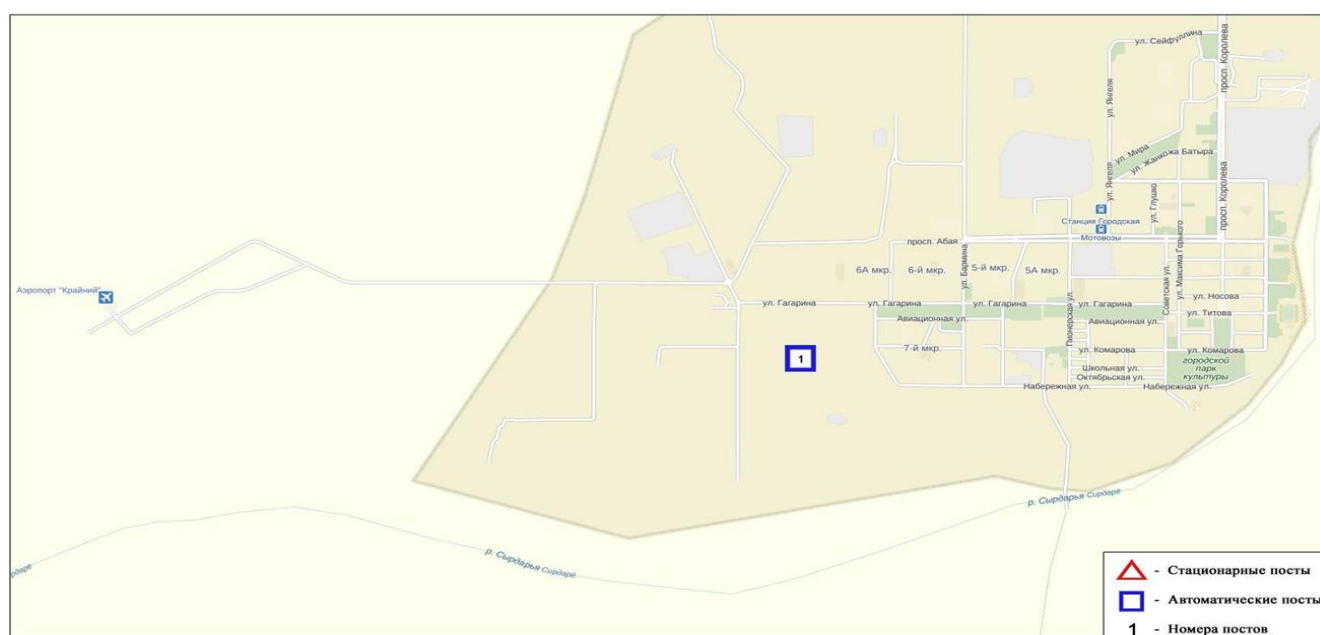 ул. Сейфуллина
просп. Королева
ул. Янгеля
ул. Мира
ул. Жанкожа Батыра
ул. Янгеля
ул. Глушко
просп. Королева
Станция Городская
Мотовозы
ул. Максима Горького
просп. Абая
6А мкр.
6-й мкр.
ул. Бармина
5-й мкр.
5А мкр.
Советская ул.
Аэропорт "Крайний"
ул. Гагарина
ул. Гагарина
ул. Гагарина
ул. Гагарина
ул. Носова
Пионерская ул.
Авиационная ул.
Авиационная ул.
ул. Титова
7-й мкр.
ул. Комарова
ул. Комарова
1
городской
парк
культуры
Школьная ул.
Октябрьская ул.
Набережная ул.
Набережная ул.
р. Сырдарья Сирдарё
р. Сырдарья Сирдарё
- Стационарные посты
- Автоматические посты
1 - Номера постов